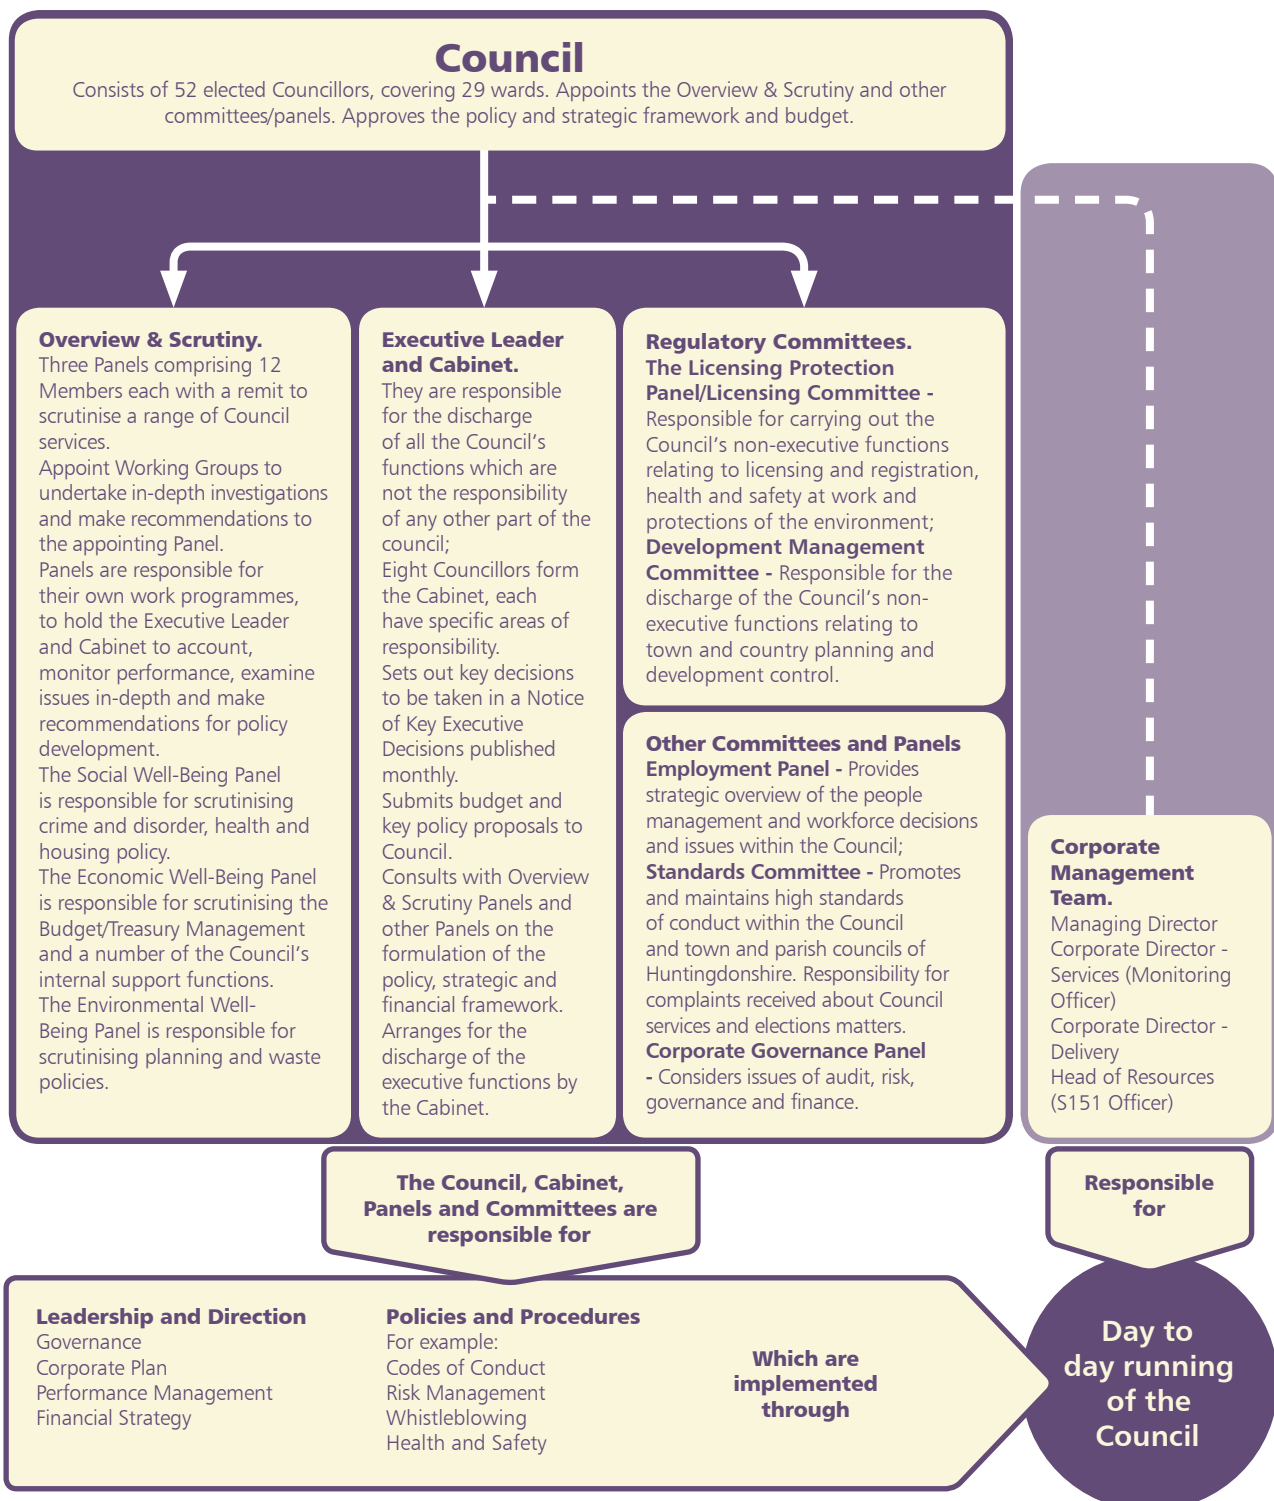 Council
Consists of 52 elected Councillors, covering 29 wards. Appoints the Overview & Scrutiny and other
committees/panels. Approves the policy and strategic framework and budget.
Overview & Scrutiny.
Three Panels comprising 12
Members each with a remit to
scrutinise a range of Council
services.
Appoint Working Groups to
undertake in-depth investigations
and make recommendations to
the appointing Panel.
Panels are responsible for
their own work programmes,
to hold the Executive Leader
and Cabinet to account,
monitor performance, examine
issues in-depth and make
recommendations for policy
development.
The Social Well-Being Panel
is responsible for scrutinising
crime and disorder, health and
housing policy.
The Economic Well-Being Panel
is responsible for scrutinising the
Budget/Treasury Management
and a number of the Council's
internal support functions.
The Environmental Well-
Being Panel is responsible for
scrutinising planning and waste
policies.
Executive Leader
and Cabinet.
They are responsible
for the discharge
of all the Council's
functions which are
not the responsibility
of any other part of the
council;
Eight Councillors form
the Cabinet, each
have specific areas of
responsibility.
Sets out key decisions
to be taken in a Notice
of Key Executive
Decisions published
monthly.
Submits budget and
key policy proposals to
Council.
Consults with Overview
& Scrutiny Panels and
other Panels on the
formulation of the
policy, strategic and
financial framework.
Arranges for the
discharge of the
executive functions by
the Cabinet.
Regulatory Committees.
The Licensing Protection
Panel/Licensing Committee -
Responsible for carrying out the
Council's non-executive functions
relating to licensing and registration,
health and safety at work and
protections of the environment;
Development Management
Committee - Responsible for the
discharge of the Council's non-
executive functions relating to
town and country planning and
development control.
Other Committees and Panels
Employment Panel - Provides
strategic overview of the people
management and workforce decisions
and issues within the Council;
Standards Committee - Promotes
and maintains high standards
of conduct within the Council
and town and parish councils of
Huntingdonshire. Responsibility for
complaints received about Council
services and elections matters.
Corporate Governance Panel
- Considers issues of audit, risk,
governance and finance.
Corporate
Management
Team.
Managing Director
Corporate Director -
Services (Monitoring
Officer)
Corporate Director -
Delivery
Head of Resources
(S151 Officer)
The Council, Cabinet,
Panels and Committees are
responsible for
Responsible
for
Leadership and Direction
Governance
Corporate Plan
Performance Management
Financial Strategy
Policies and Procedures
For example:
Codes of Conduct
Risk Management
Whistleblowing
Health and Safety
Which are
implemented
through
Day to
day running
of the
Council